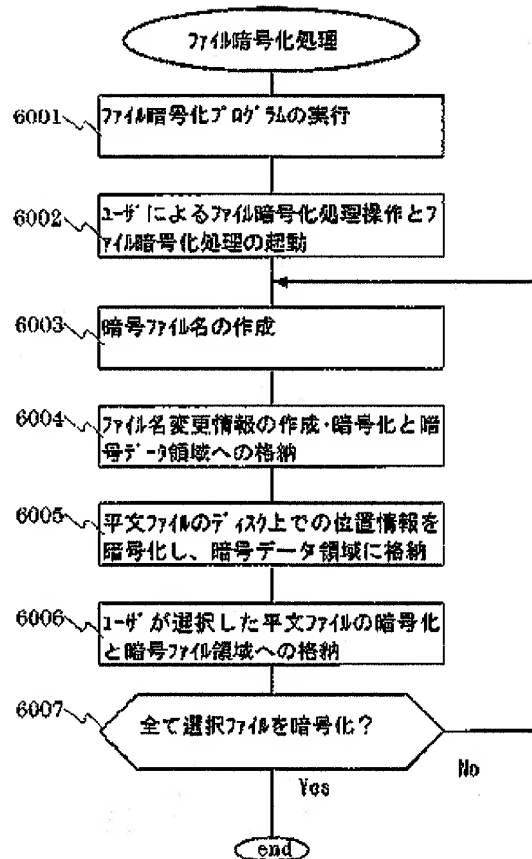 ファイル暗号化処理
6001
ファイル暗号化プログラムの実行
6002
ユーザによるファイル暗号化処理操作とフ
ァイル暗号化処理の起動
6003
暗号ファイル名の作成
6004
ファイル名変更情報の作成・暗号化と暗
号データ領域への格納
6005
平文ファイルのディスク上での位置情報を
暗号化し、暗号データ領域に格納
6006
ユーザが選択した平文ファイルの暗号化
と暗号ファイル領域への格納
6007
全て選択ファイルを暗号化？
No
Yes
end